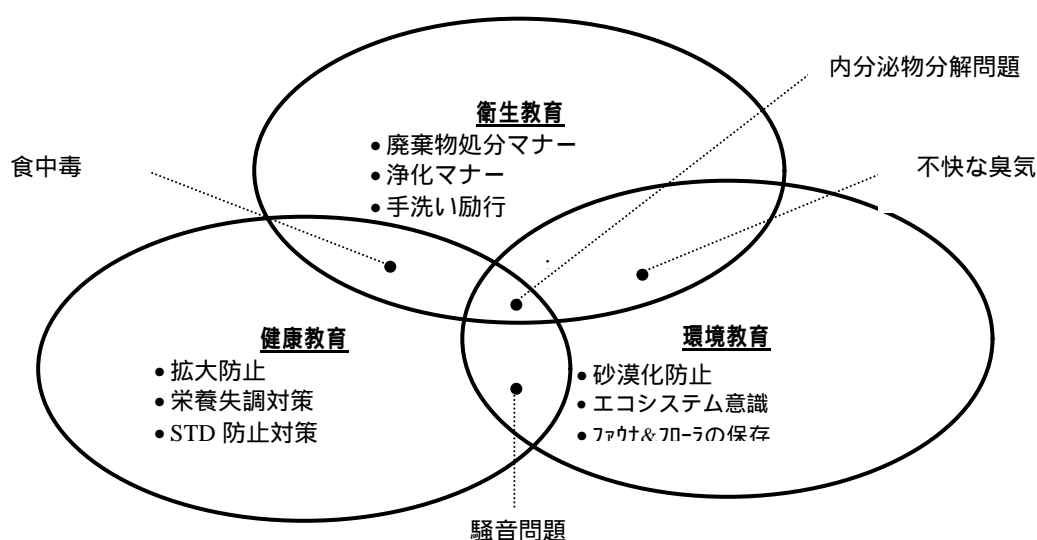 内分泌物分解問題
衛生教育
• 廃棄物処分マナー
• 浄化マナー
• 手洗い励行
食中毒
不快な臭気
健康教育
• 拡大防止
• 栄養失調対策
• STD 防止対策
環境教育
• 砂漠化防止
• エコシステム意識
• ﾌｧｳﾅ&ﾌﾛｰﾗの保存
騒音問題